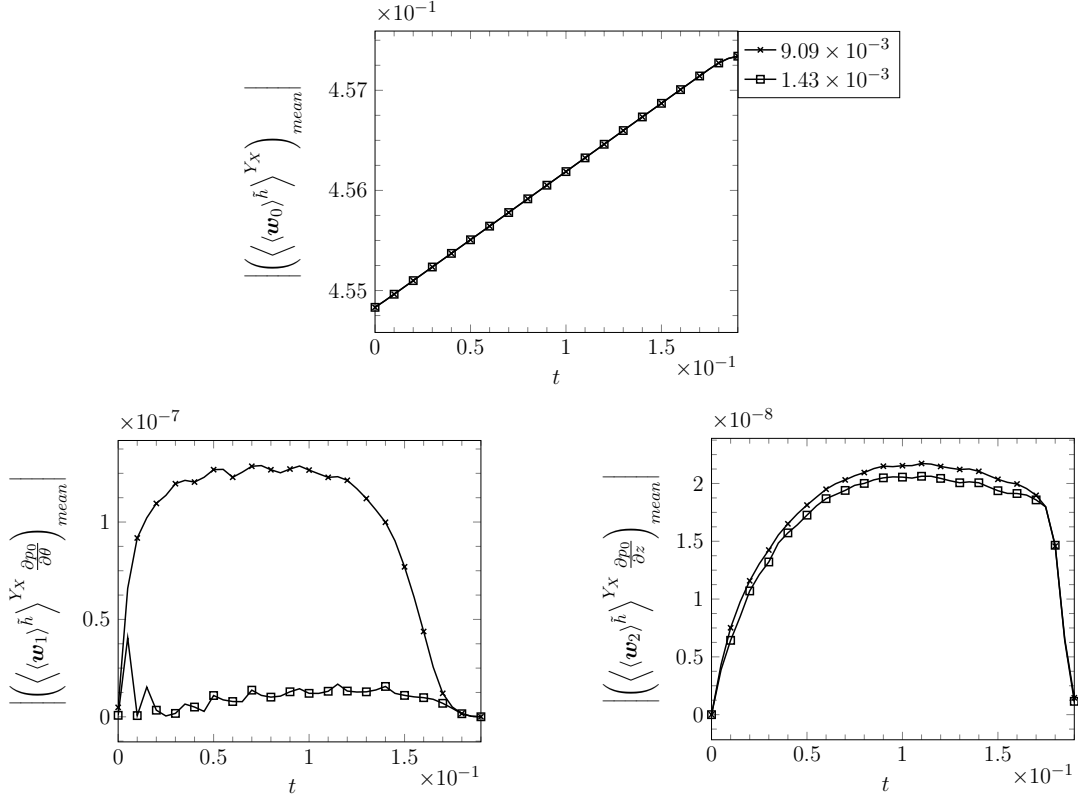 ×10⁻¹
|(⟨⟨w₀⟩^h̃⟩^{Y_X})_{mean}|
4.57
4.56
4.55
0 0.5 1 1.5
×10⁻¹
t
9.09 × 10⁻³
1.43 × 10⁻³
×10⁻⁷
|(⟨⟨w₁⟩^h̃⟩^{Y_X} ∂p₀/∂θ)_{mean}|
1
0.5
0
0 0.5 1 1.5
×10⁻¹
t
×10⁻⁸
|(⟨⟨w₂⟩^h̃⟩^{Y_X} ∂p₀/∂z)_{mean}|
2
1.5
1
0.5
0
0 0.5 1 1.5
×10⁻¹
t